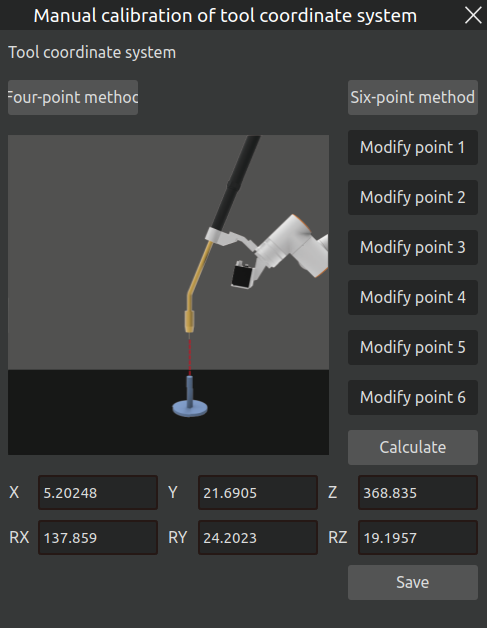 Manual calibration of tool coordinate system
Tool coordinate system
Four-point method Six-point method
Modify point 1
Modify point 2
Modify point 3
Modify point 4
Modify point 5
Modify point 6
Calculate
X 5.20248 Y 21.6905 Z 368.835
RX 137.859 RY 24.2023 RZ 19.1957
Save